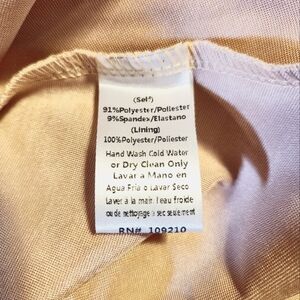 (Self)
91%Polyester/Poliester
9%Spandex/Elastano
(Lining)
100%Polyester/Poliester
Hand Wash Cold Water
or Dry Clean Only
Lavar a Mano en
Agua Fria o Lavar Seco
Laver à la main l'eau froide
ou de nettoyage à sec seulement
RN# 109210